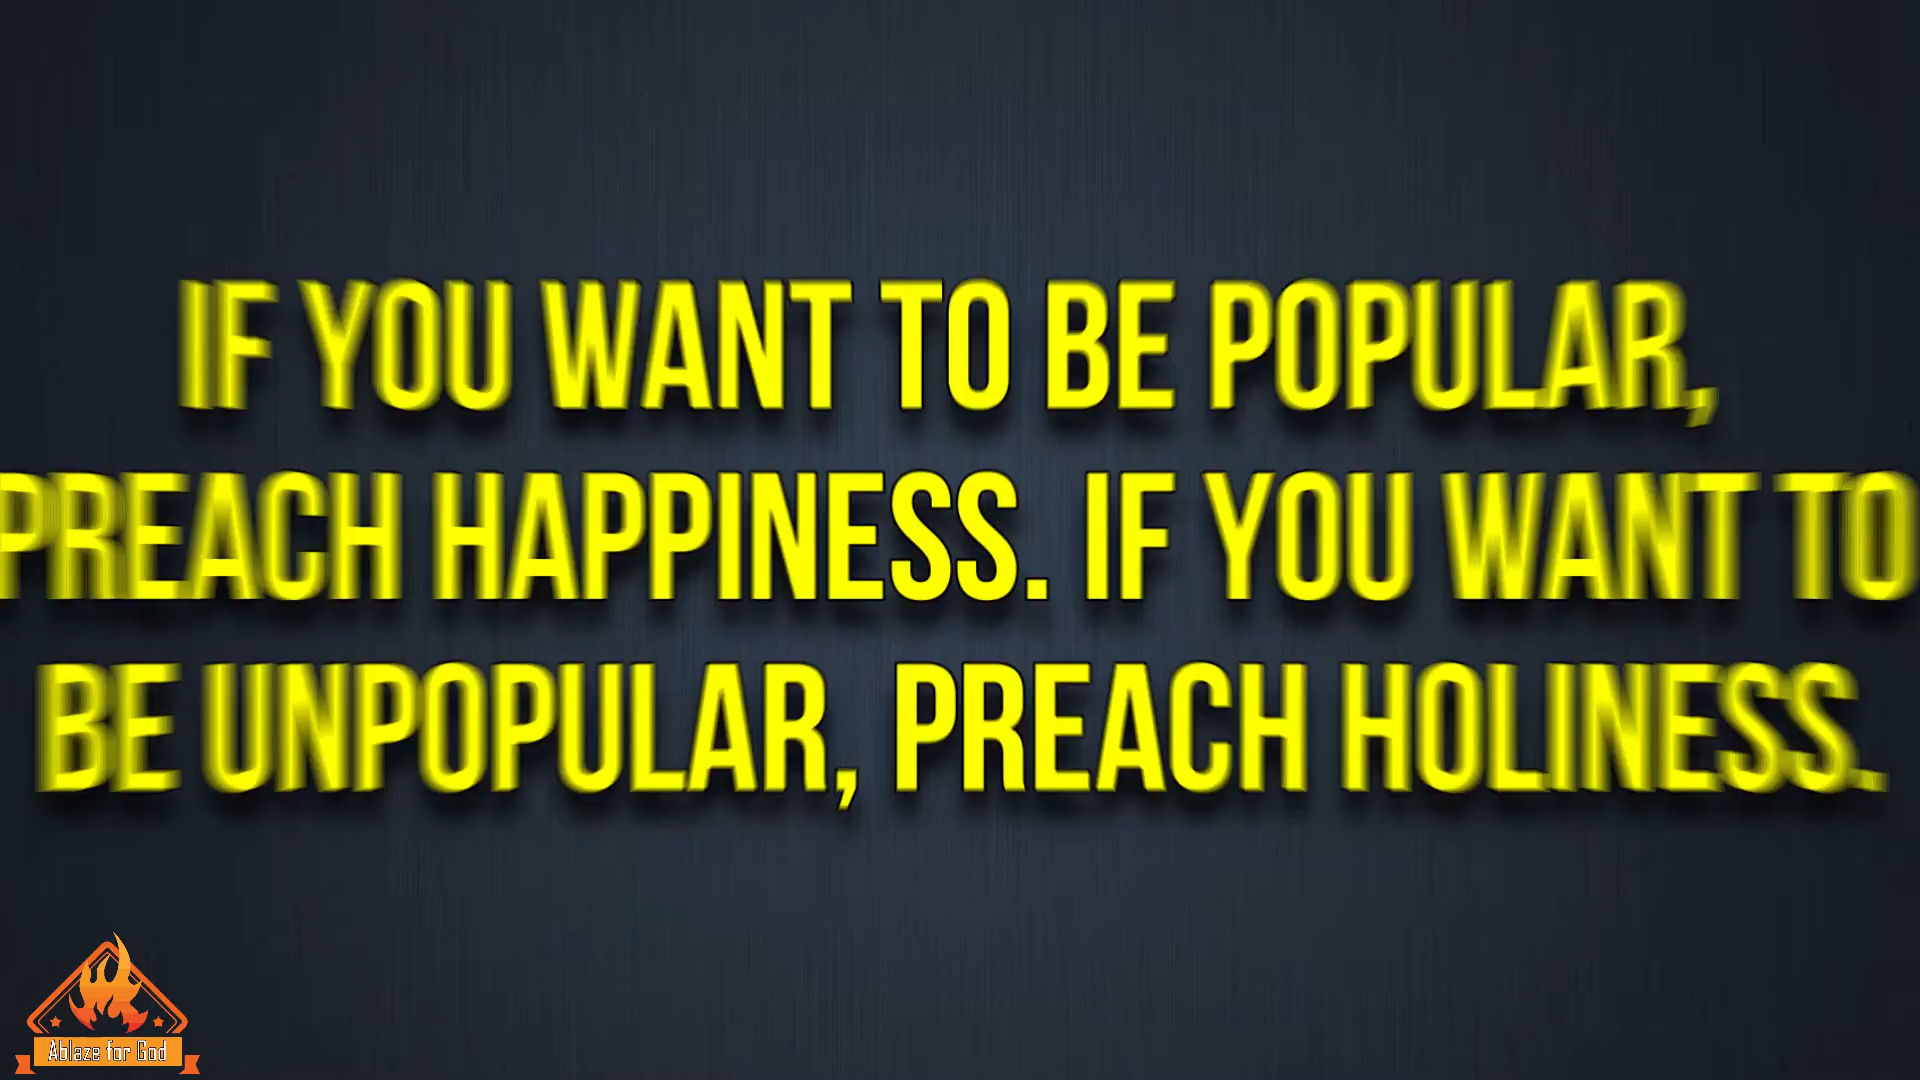 IF YOU WANT TO BE POPULAR,
PREACH HAPPINESS. IF YOU WANT TO
BE UNPOPULAR, PREACH HOLINESS.
Ablaze for God